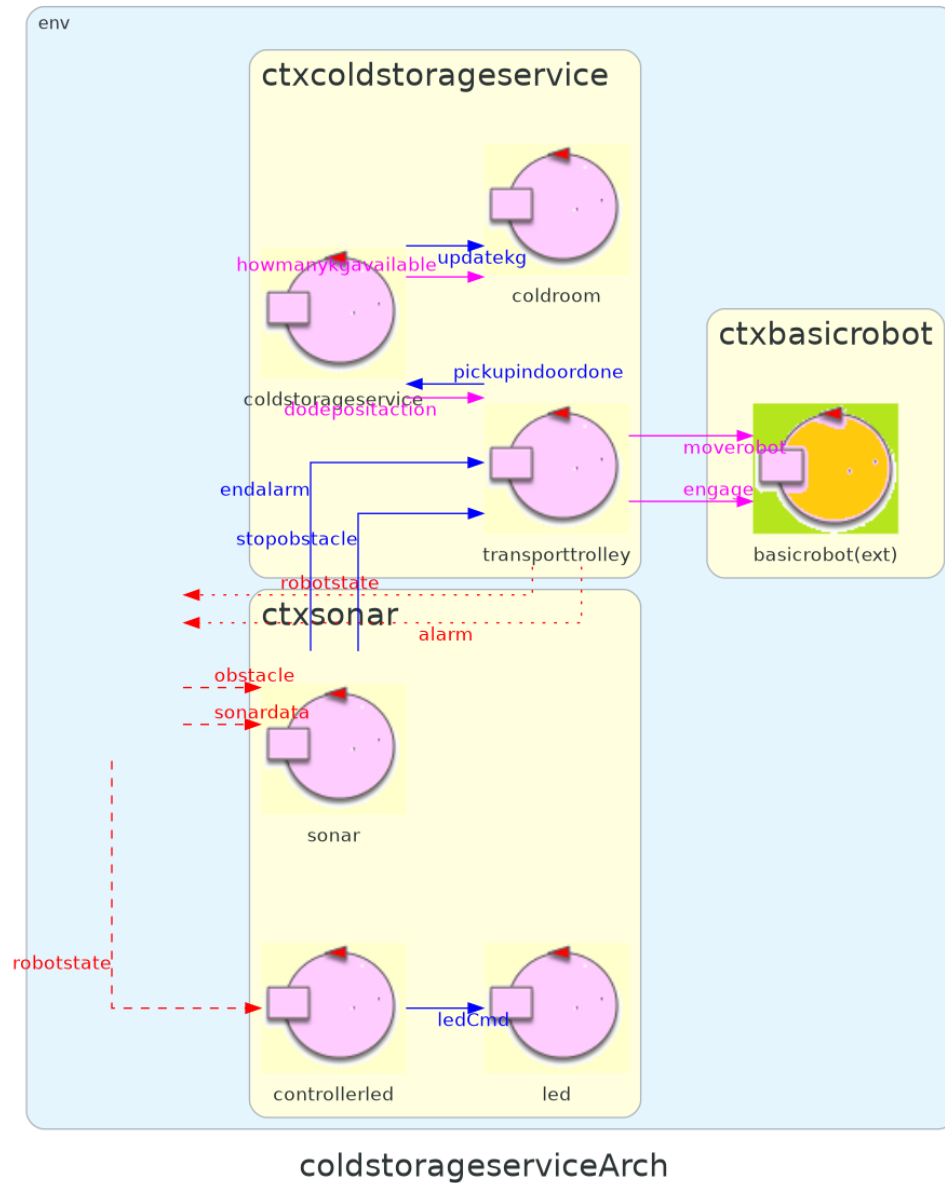 env
ctxcoldstorageservice
updatekg
howmanykgavailable
coldroom
ctxbasicrobot
pickupindoordone
coldstorageservice
dodepositaction
moverobot
endalarm
engage
stopobstacle
transporttrolley
basicrobot(ext)
robotstate
ctxsonar
alarm
obstacle
sonardata
sonar
robotstate
ledCmd
controllerled
led
coldstorageserviceArch